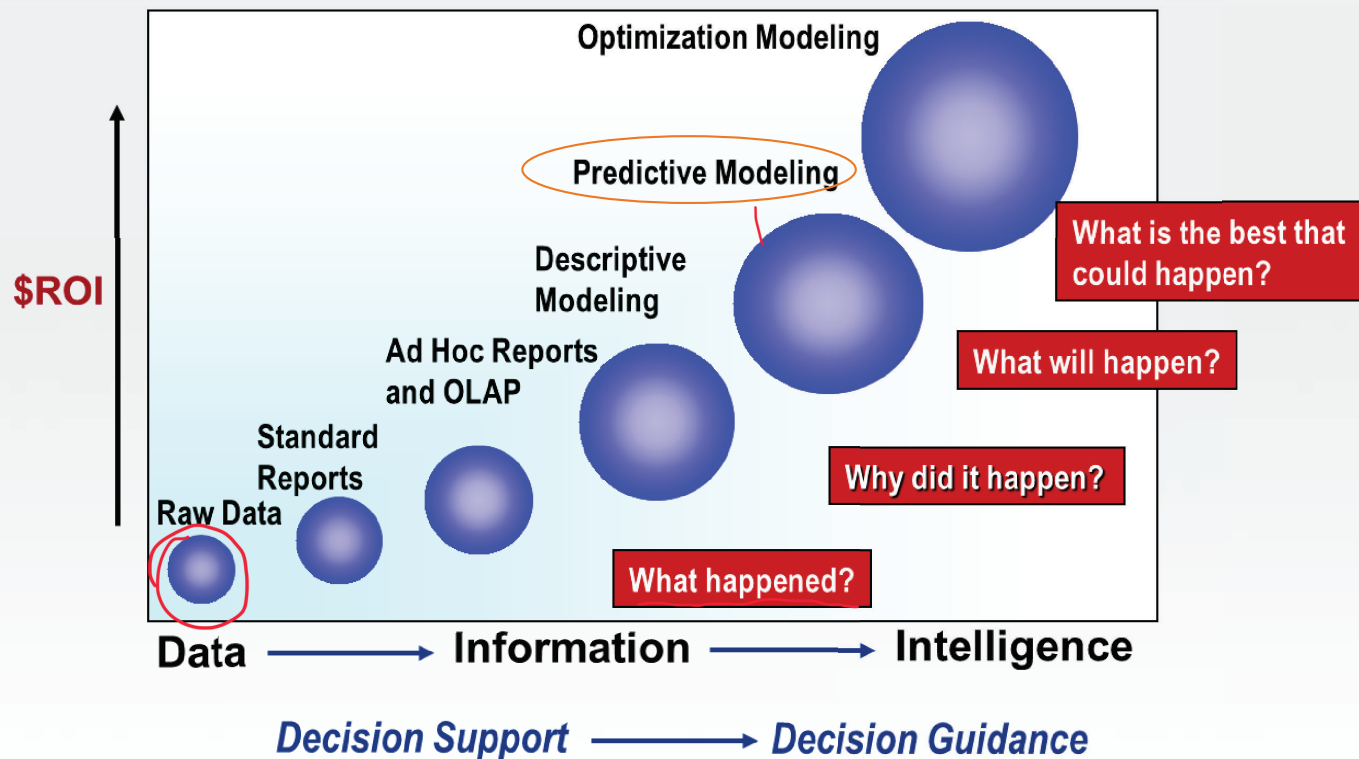 Optimization Modeling
Predictive Modeling
What is the best that
could happen?
Descriptive
Modeling
$ROI
What will happen?
Ad Hoc Reports
and OLAP
Standard
Reports
Why did it happen?
Raw Data
What happened?
Data
Information
Intelligence
Decision Support
Decision Guidance